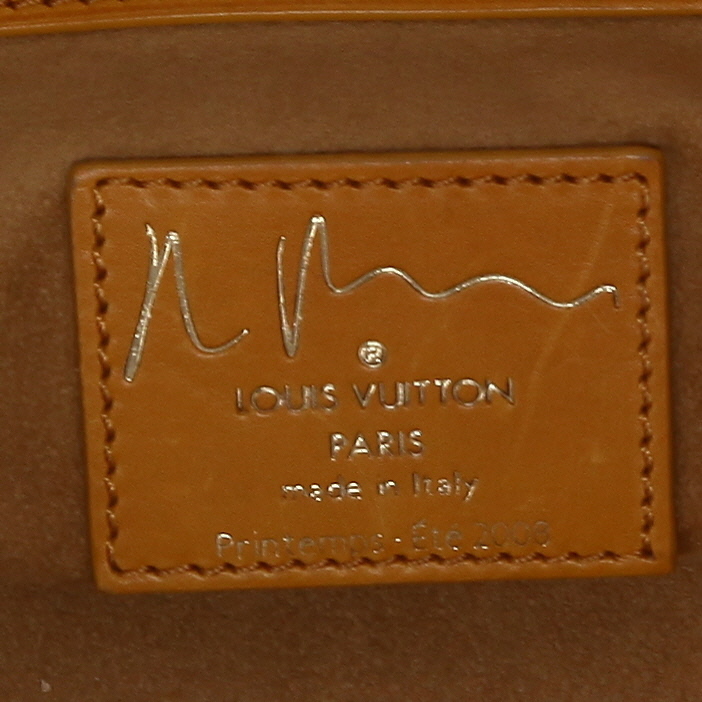 ®
LOUIS VUITTON
PARIS
made in Italy
Printemps - Été